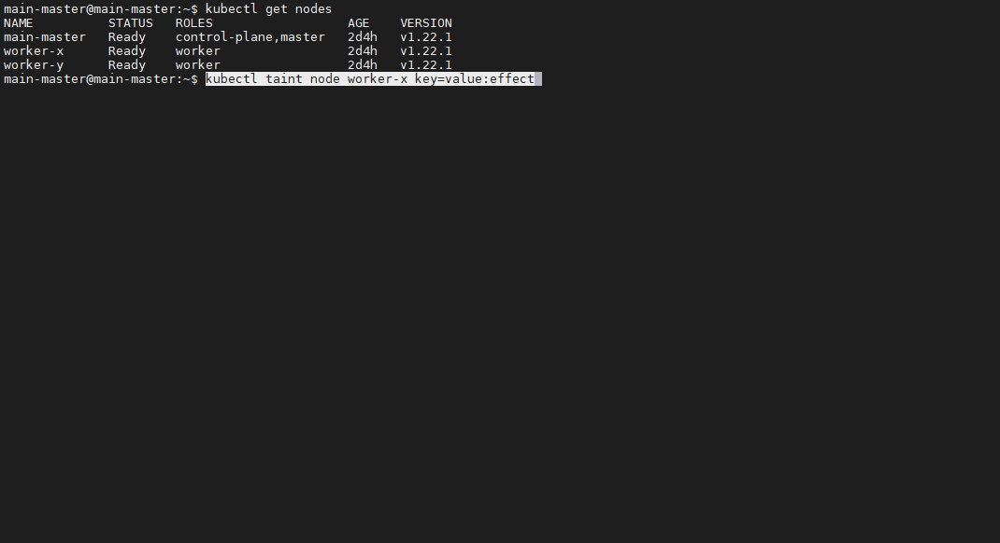 main-master@main-master:~$ kubectl get nodes
NAME          STATUS   ROLES                  AGE    VERSION
main-master   Ready    control-plane,master   2d4h   v1.22.1
worker-x      Ready    worker                 2d4h   v1.22.1
worker-y      Ready    worker                 2d4h   v1.22.1
main-master@main-master:~$ kubectl taint node worker-x key=value:effect